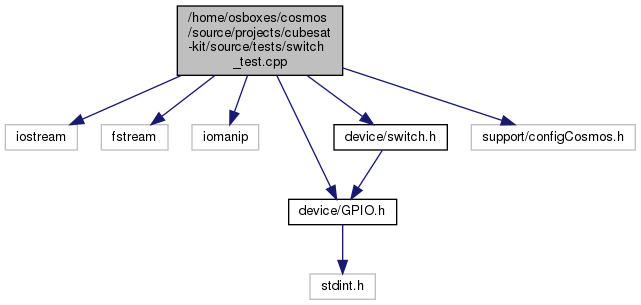 /home/osboxes/cosmos
/source/projects/cubesat
-kit/source/tests/switch
_test.cpp
iostream
fstream
iomanip
device/switch.h
support/configCosmos.h
device/GPIO.h
stdint.h